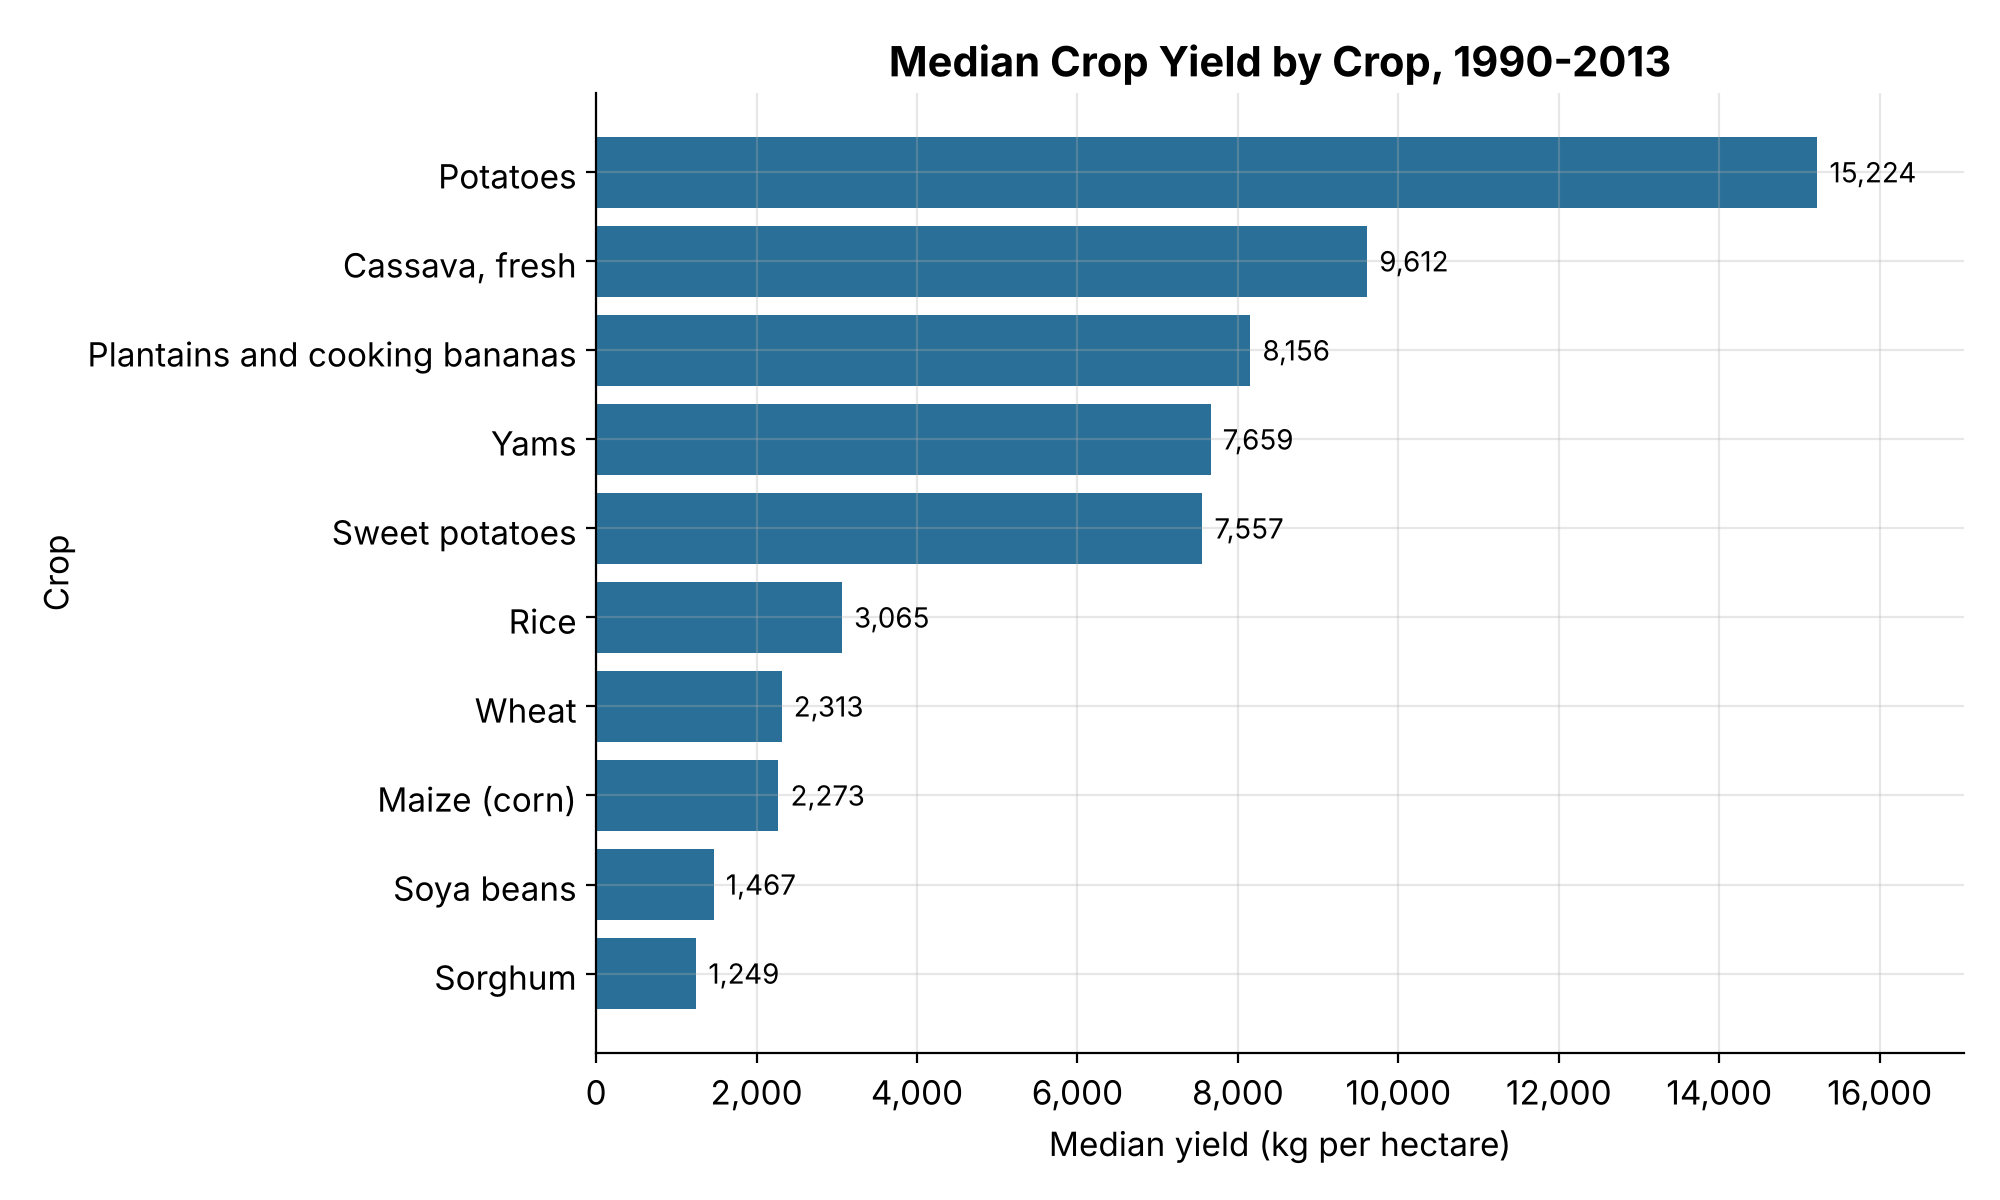 Median Crop Yield by Crop, 1990-2013
Potatoes 15,224
Cassava, fresh 9,612
Plantains and cooking bananas 8,156
Yams 7,659
Sweet potatoes 7,557
Rice 3,065
Wheat 2,313
Maize (corn) 2,273
Soya beans 1,467
Sorghum 1,249
Crop
0 2,000 4,000 6,000 8,000 10,000 12,000 14,000 16,000
Median yield (kg per hectare)